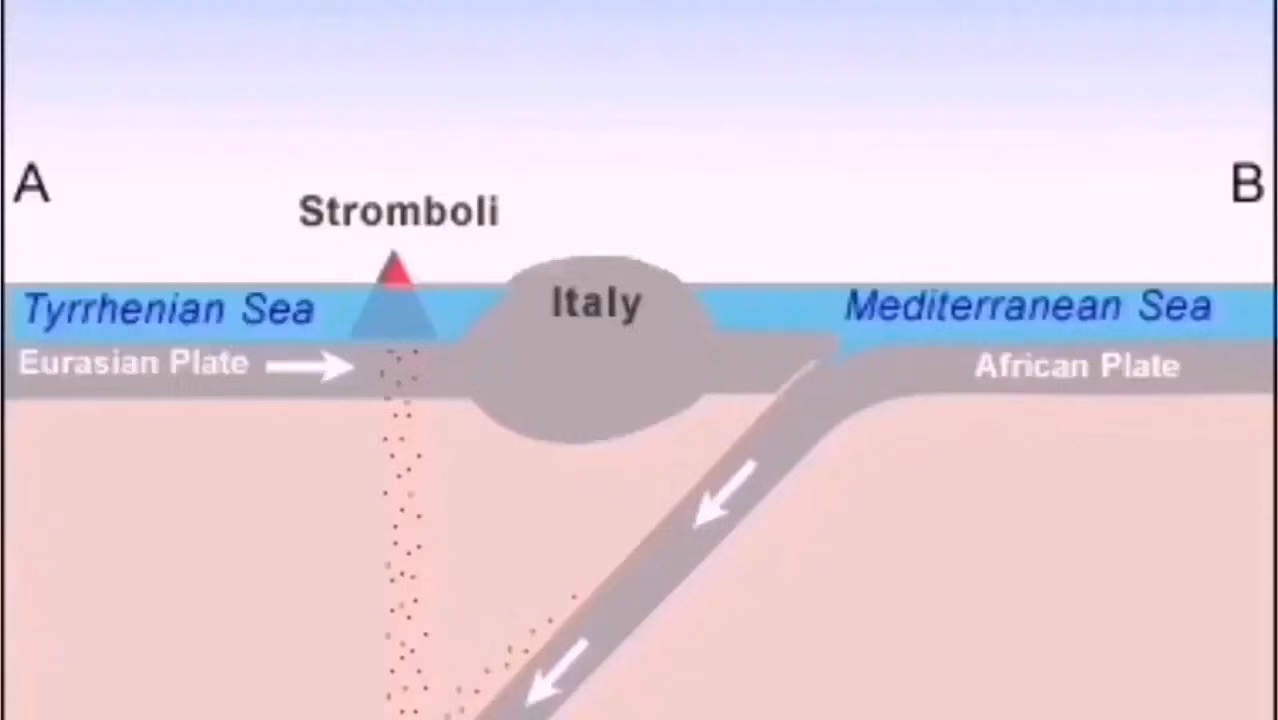 A
B
Stromboli
Tyrrhenian Sea
Italy
Mediterranean Sea
Eurasian Plate
African Plate